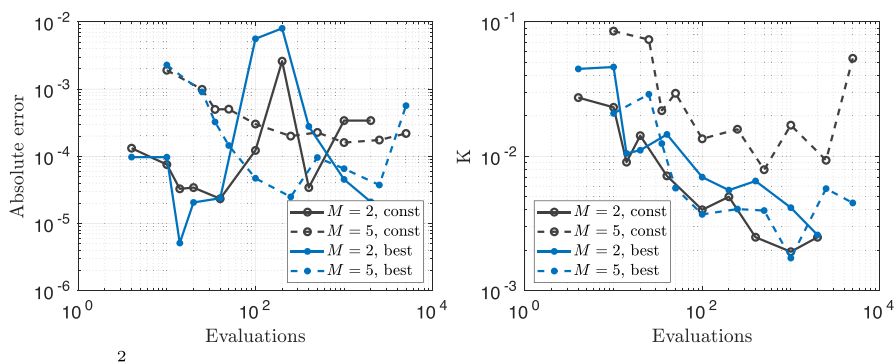 10^-2
10^-3
10^-4
10^-5
10^-6
Absolute error
10^0
10^2
10^4
Evaluations
M = 2, const
M = 5, const
M = 2, best
M = 5, best
10^-1
10^-2
10^-3
K
10^0
10^2
10^4
Evaluations
M = 2, const
M = 5, const
M = 2, best
M = 5, best
2